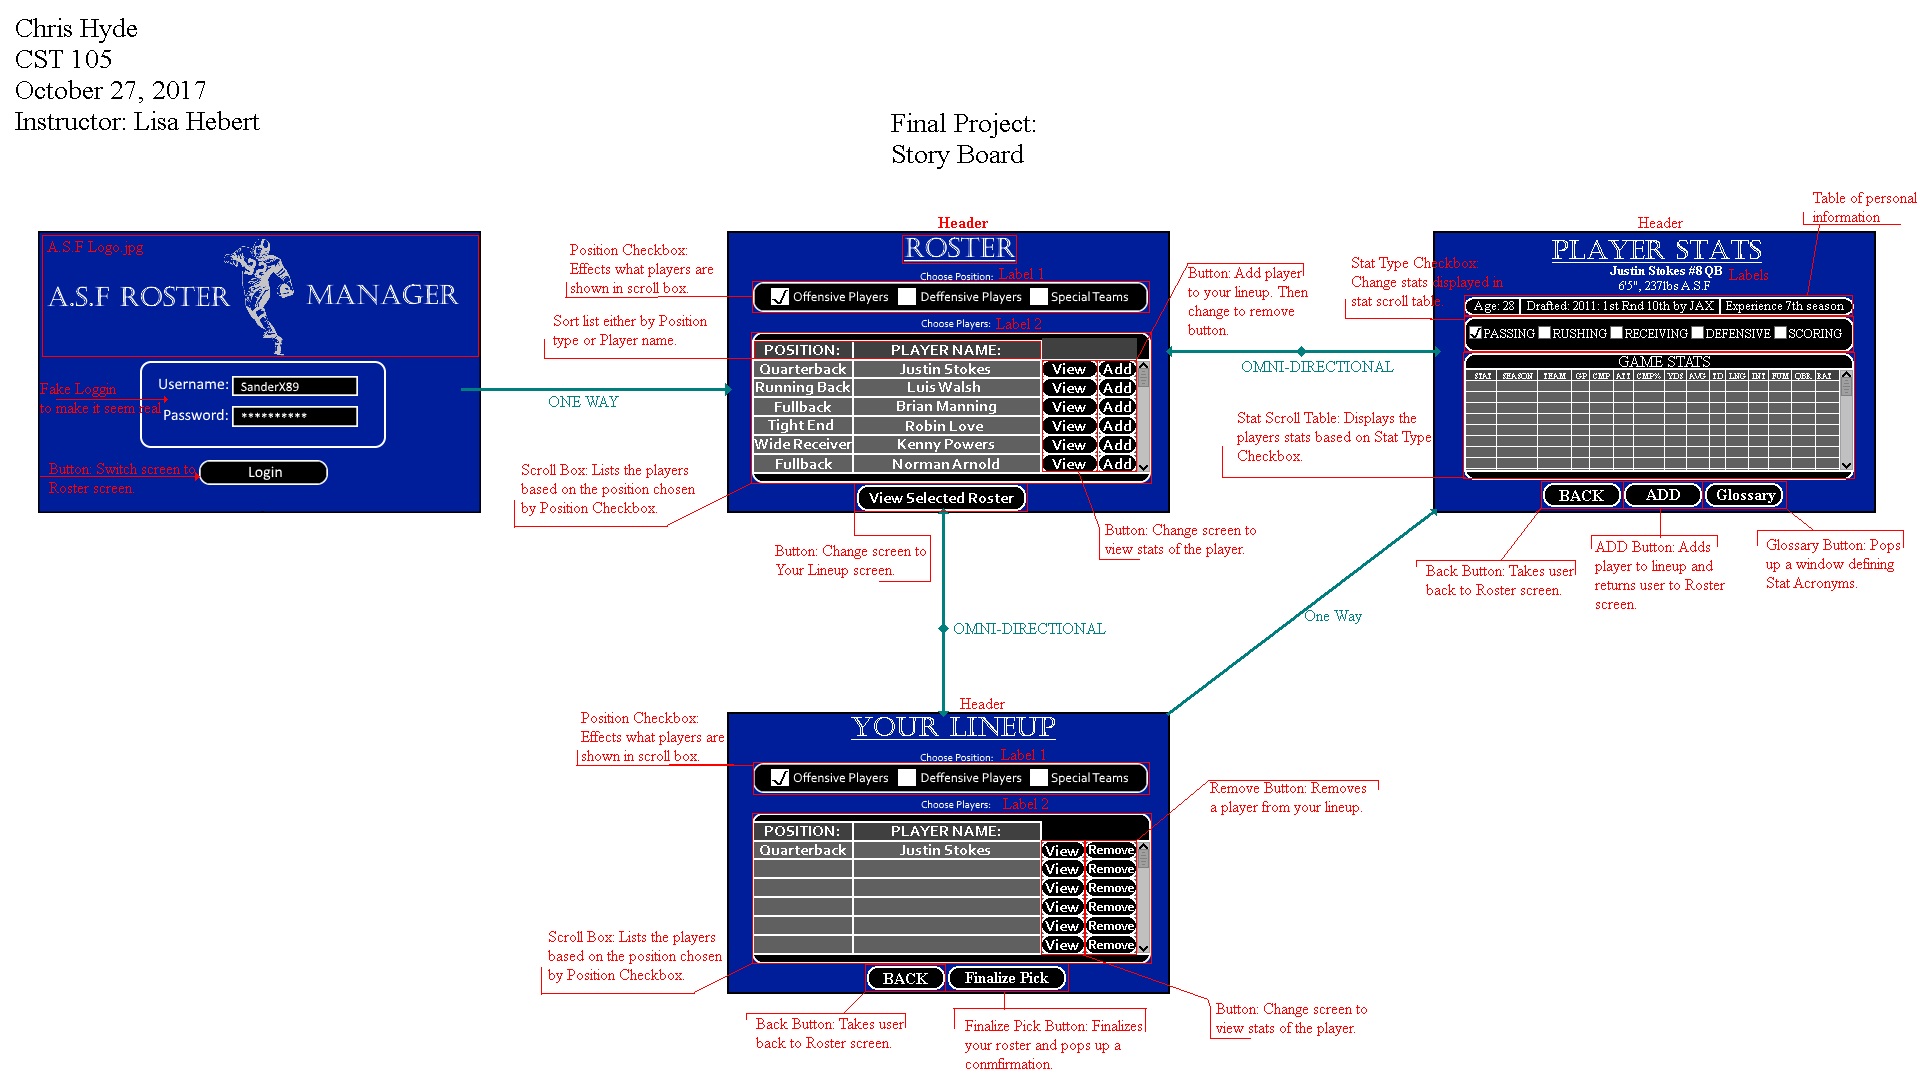 Chris Hyde
CST 105
October 27, 2017
Instructor: Lisa Hebert
Final Project:
Story Board
A.S.F Logo.jpg
A.S.F ROSTER MANAGER
Fake Loggin
to make it seem real
Username: SanderX89
Password: **********
Button: Switch screen to
Roster screen.
Login
ONE WAY
Position Checkbox:
Effects what players are
shown in scroll box.
Sort list either by Position
type or Player name.
Scroll Box: Lists the players
based on the position chosen
by Position Checkbox.
Header
ROSTER
Choose Position: Label 1
Offensive Players Deffensive Players Special Teams
Choose Players: Label 2
POSITION: PLAYER NAME:
Quarterback Justin Stokes View Add
Running Back Luis Walsh View Add
Fullback Brian Manning View Add
Tight End Robin Love View Add
Wide Receiver Kenny Powers View Add
Fullback Norman Arnold View Add
View Selected Roster
Button: Change screen to
Your Lineup screen.
Button: Add player
to your lineup. Then
change to remove
button.
Button: Change screen to
view stats of the player.
OMNI-DIRECTIONAL
Table of personal
information
Stat Type Checkbox:
Change stats displayed in
stat scroll table.
Stat Scroll Table: Displays the
players stats based on Stat Type
Checkbox.
Header
PLAYER STATS
Justin Stokes #8 QB
Labels
6'5", 237lbs A.S.F
Age: 28 Drafted: 2011: 1st Rnd 10th by JAX Experience 7th season
PASSING RUSHING RECEIVING DEFENSIVE SCORING
GAME STATS
STAT SEASON TEAM GP CMP ATT CMP% YDS AVG TD LNG INT FUM QBR RAT
BACK ADD Glossary
Back Button: Takes user
back to Roster screen.
ADD Button: Adds
player to lineup and
returns user to Roster
screen.
Glossary Button: Pops
up a window defining
Stat Acronyms.
One Way
OMNI-DIRECTIONAL
Position Checkbox:
Effects what players are
shown in scroll box.
Scroll Box: Lists the players
based on the position chosen
by Position Checkbox.
Header
YOUR LINEUP
Choose Position: Label 1
Offensive Players Deffensive Players Special Teams
Choose Players: Label 2
POSITION: PLAYER NAME:
Quarterback Justin Stokes View Remove
View Remove
View Remove
View Remove
View Remove
View Remove
BACK Finalize Pick
Remove Button: Removes
a player from your lineup.
Button: Change screen to
view stats of the player.
Back Button: Takes user
back to Roster screen.
Finalize Pick Button: Finalizes
your roster and pops up a
conmfirmation.